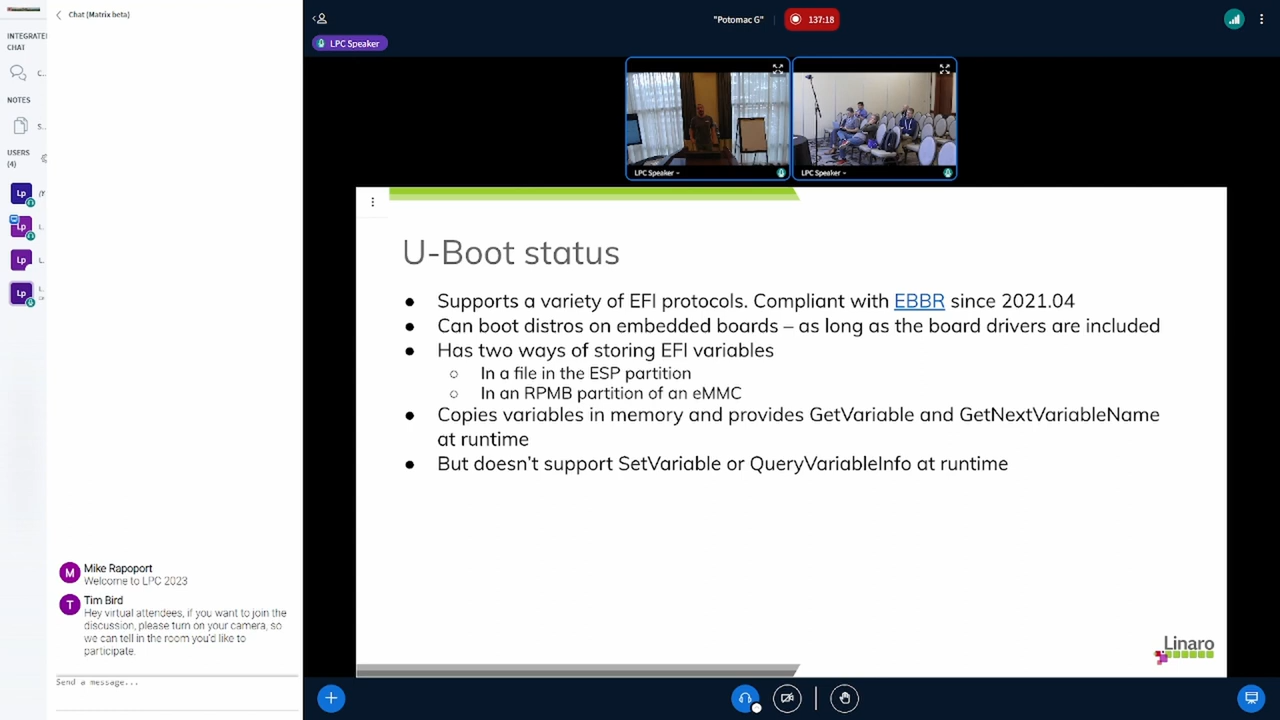 Chat [Matrix beta]
INTEGRATE
CHAT
C..
NOTES
S..
USERS
(4)
Lp
Lp
Lp
Lp
M
Mike Rapoport
Welcome to LPC 2023
T
Tim Bird
Hey virtual attendees, if you want to join the
discussion, please turn on your camera, so
we can tell in the room you'd like to
participate.
Send a message...
"Potomac G"
137:18
LPC Speaker
LPC Speaker
LPC Speaker
U-Boot status
● Supports a variety of EFI protocols. Compliant with EBBR since 2021.04
● Can boot distros on embedded boards – as long as the board drivers are included
● Has two ways of storing EFI variables
○ In a file in the ESP partition
○ In an RPMB partition of an eMMC
● Copies variables in memory and provides GetVariable and GetNextVariableName
at runtime
● But doesn't support SetVariable or QueryVariableInfo at runtime
Linaro